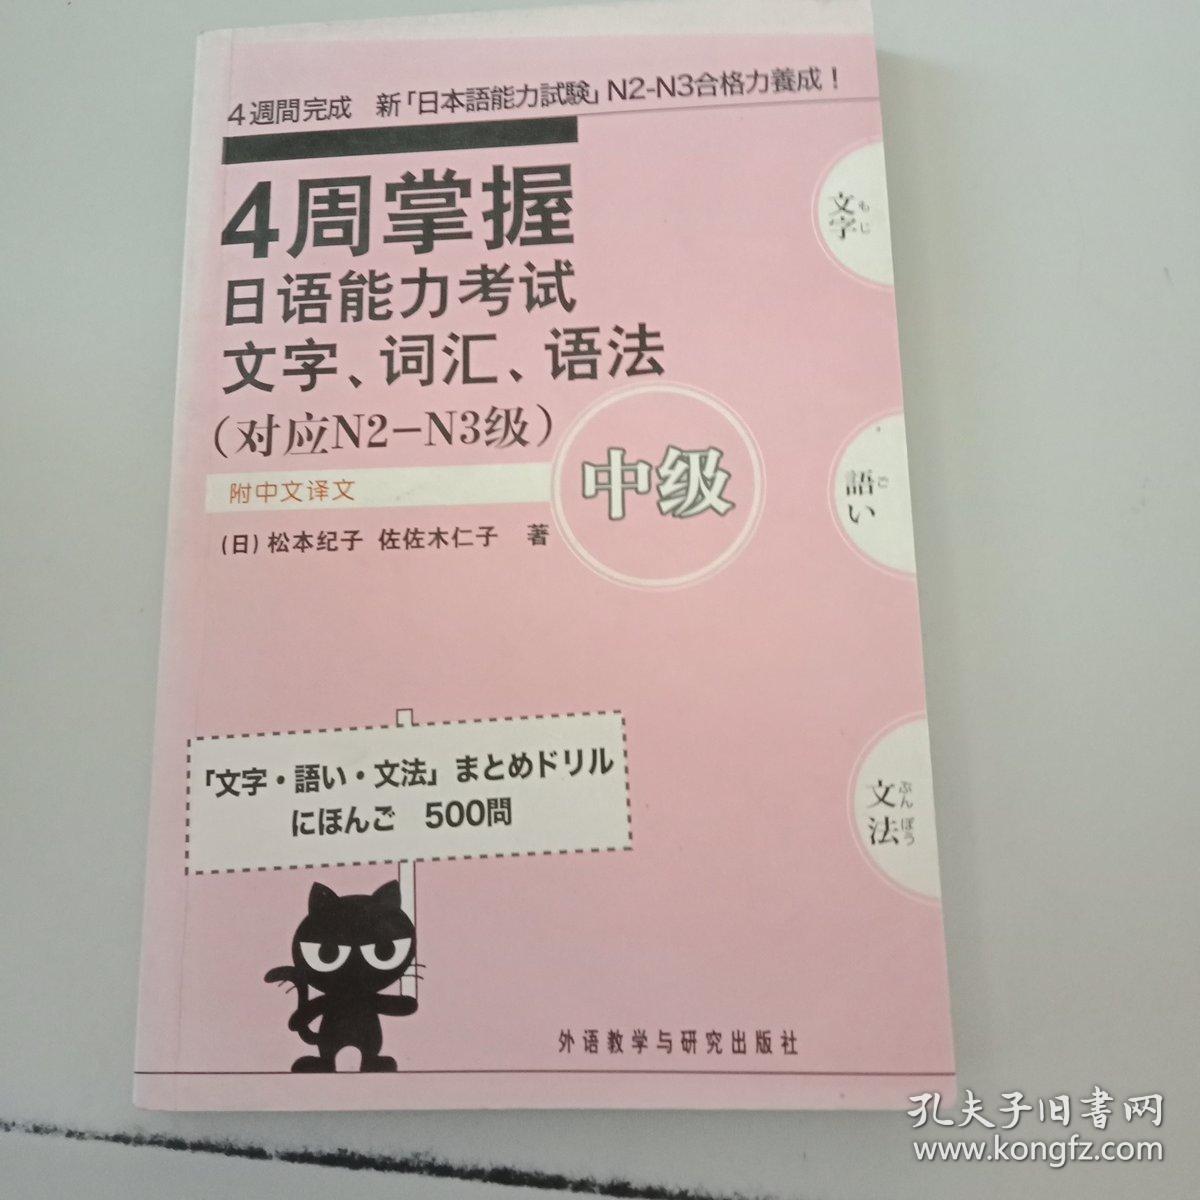 4週間完成 新「日本語能力試験」N2-N3合格力養成！
4周掌握
日语能力考试
文字、词汇、语法
（对应N2-N3级）
中级
附中文译文
(日) 松本纪子 佐佐木仁子 著
文字
もじ
語い
ご
文法
ぶんぽう
「文字・語い・文法」まとめドリル
にほんご 500問
外语教学与研究出版社
孔夫子旧書网
www.kongfz.com